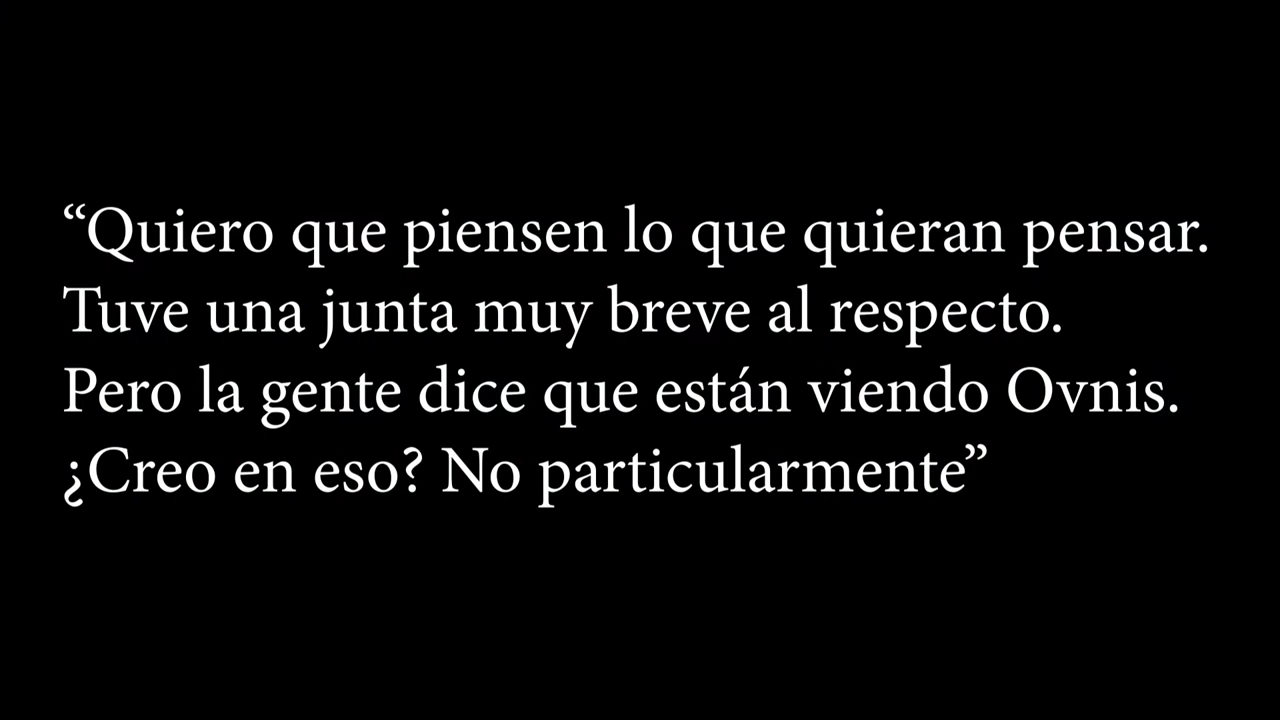 “Quiero que piensen lo que quieran pensar.
Tuve una junta muy breve al respecto.
Pero la gente dice que están viendo Ovnis.
¿Creo en eso? No particularmente”